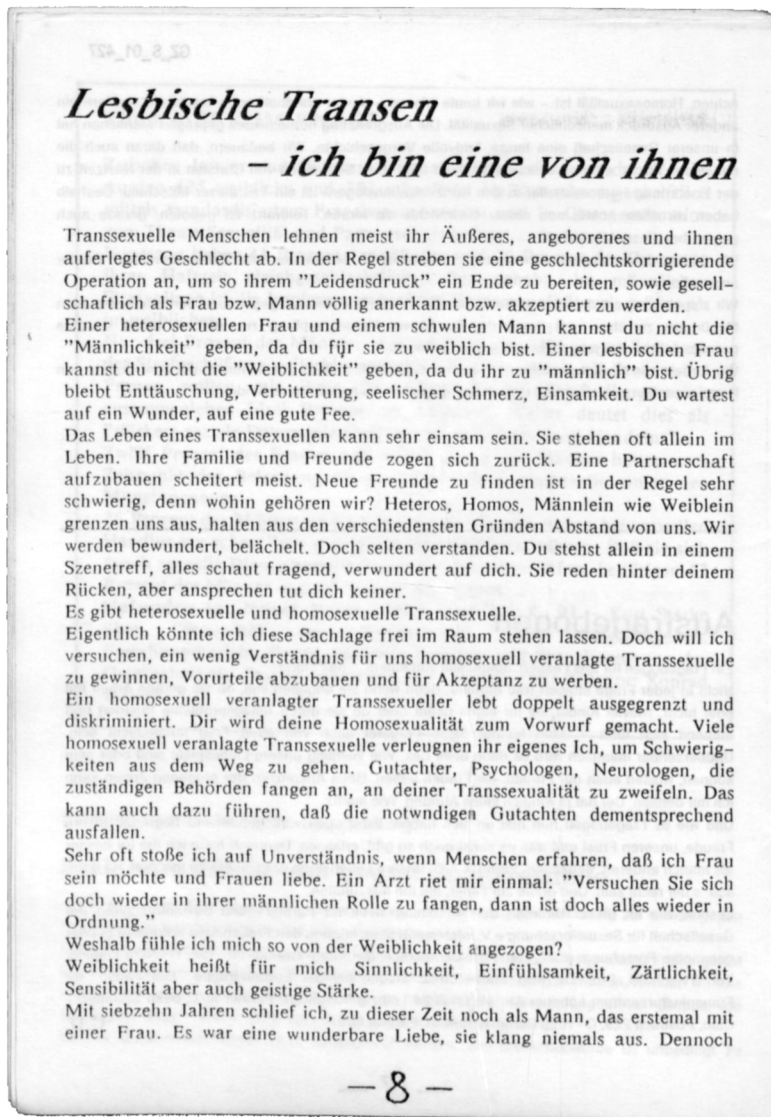 Lesbische Transen
– ich bin eine von ihnen
Transsexuelle Menschen lehnen meist ihr Äußeres, angeborenes und ihnen
auferlegtes Geschlecht ab. In der Regel streben sie eine geschlechtskorrigierende
Operation an, um so ihrem "Leidensdruck" ein Ende zu bereiten, sowie gesell-
schaftlich als Frau bzw. Mann völlig anerkannt bzw. akzeptiert zu werden.
Einer heterosexuellen Frau und einem schwulen Mann kannst du nicht die
"Männlichkeit" geben, da du für sie zu weiblich bist. Einer lesbischen Frau
kannst du nicht die "Weiblichkeit" geben, da du ihr zu "männlich" bist. Übrig
bleibt Enttäuschung, Verbitterung, seelischer Schmerz, Einsamkeit. Du wartest
auf ein Wunder, auf eine gute Fee.
Das Leben eines Transsexuellen kann sehr einsam sein. Sie stehen oft allein im
Leben. Ihre Familie und Freunde zogen sich zurück. Eine Partnerschaft
aufzubauen scheitert meist. Neue Freunde zu finden ist in der Regel sehr
schwierig, denn wohin gehören wir? Heteros, Homos, Männlein wie Weiblein
grenzen uns aus, halten aus den verschiedensten Gründen Abstand von uns. Wir
werden bewundert, belächelt. Doch selten verstanden. Du stehst allein in einem
Szenetreff, alles schaut fragend, verwundert auf dich. Sie reden hinter deinem
Rücken, aber ansprechen tut dich keiner.
Es gibt heterosexuelle und homosexuelle Transsexuelle.
Eigentlich könnte ich diese Sachlage frei im Raum stehen lassen. Doch will ich
versuchen, ein wenig Verständnis für uns homosexuell veranlagte Transsexuelle
zu gewinnen, Vorurteile abzubauen und für Akzeptanz zu werben.
Ein homosexuell veranlagter Transsexueller lebt doppelt ausgegrenzt und
diskriminiert. Dir wird deine Homosexualität zum Vorwurf gemacht. Viele
homosexuell veranlagte Transsexuelle verleugnen ihr eigenes Ich, um Schwierig-
keiten aus dem Weg zu gehen. Gutachter, Psychologen, Neurologen, die
zuständigen Behörden fangen an, an deiner Transsexualität zu zweifeln. Das
kann auch dazu führen, daß die notwndigen Gutachten dementsprechend
ausfallen.
Sehr oft stoße ich auf Unverständnis, wenn Menschen erfahren, daß ich Frau
sein möchte und Frauen liebe. Ein Arzt riet mir einmal: "Versuchen Sie sich
doch wieder in ihrer männlichen Rolle zu fangen, dann ist doch alles wieder in
Ordnung."
Weshalb fühle ich mich so von der Weiblichkeit angezogen?
Weiblichkeit heißt für mich Sinnlichkeit, Einfühlsamkeit, Zärtlichkeit,
Sensibilität aber auch geistige Stärke.
Mit siebzehn Jahren schlief ich, zu dieser Zeit noch als Mann, das erstemal mit
einer Frau. Es war eine wunderbare Liebe, sie klang niemals aus. Dennoch
– 8 –